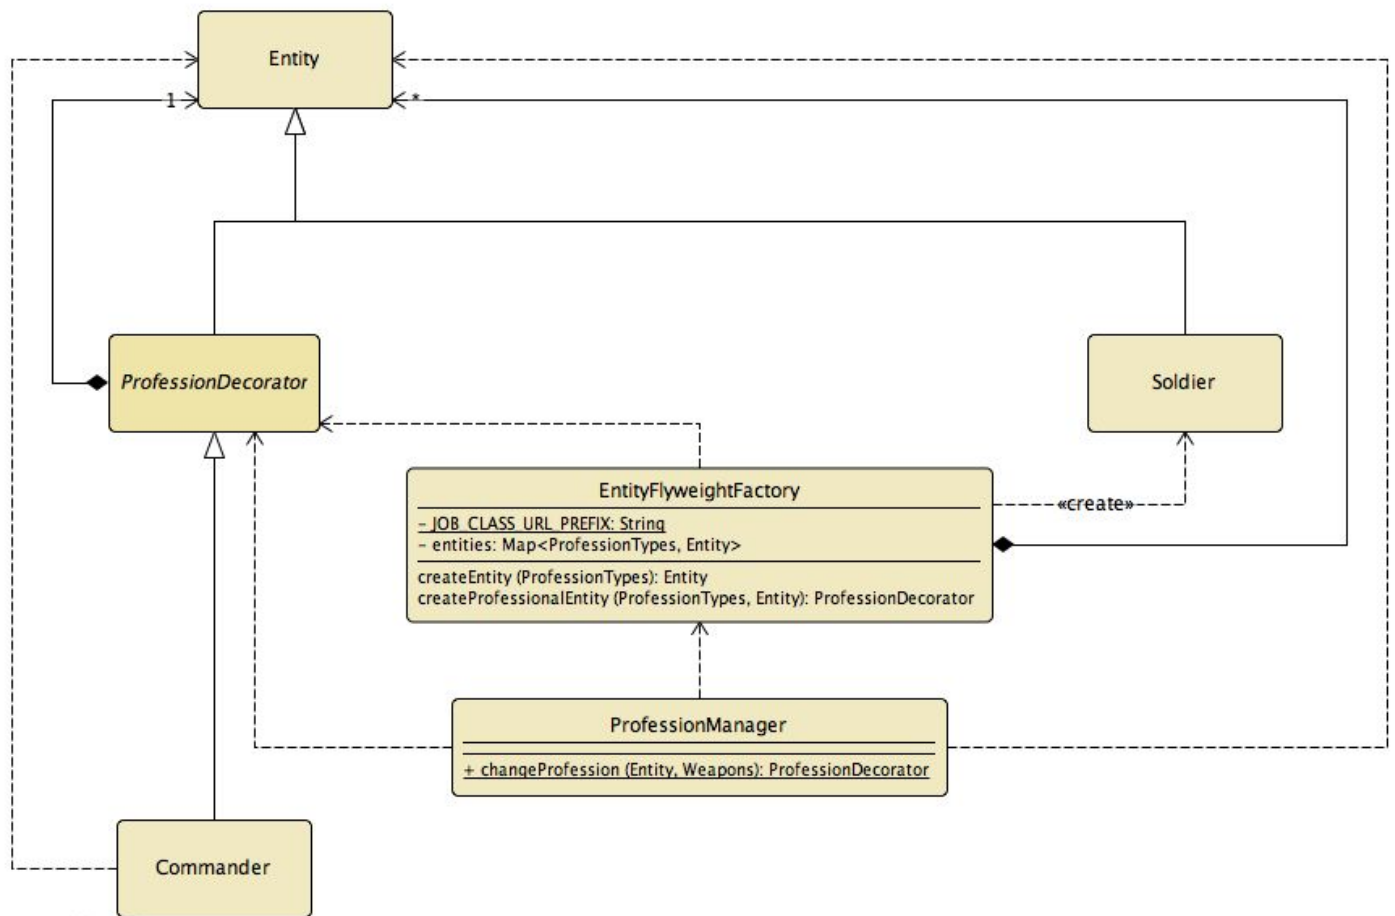 Entity
1
*
ProfessionDecorator
Soldier
EntityFlyweightFactory
- JOB_CLASS_URL_PREFIX: String
- entities: Map<ProfessionTypes, Entity>
createEntity (ProfessionTypes): Entity
createProfessionalEntity (ProfessionTypes, Entity): ProfessionDecorator
«create»
ProfessionManager
+ changeProfession (Entity, Weapons): ProfessionDecorator
Commander